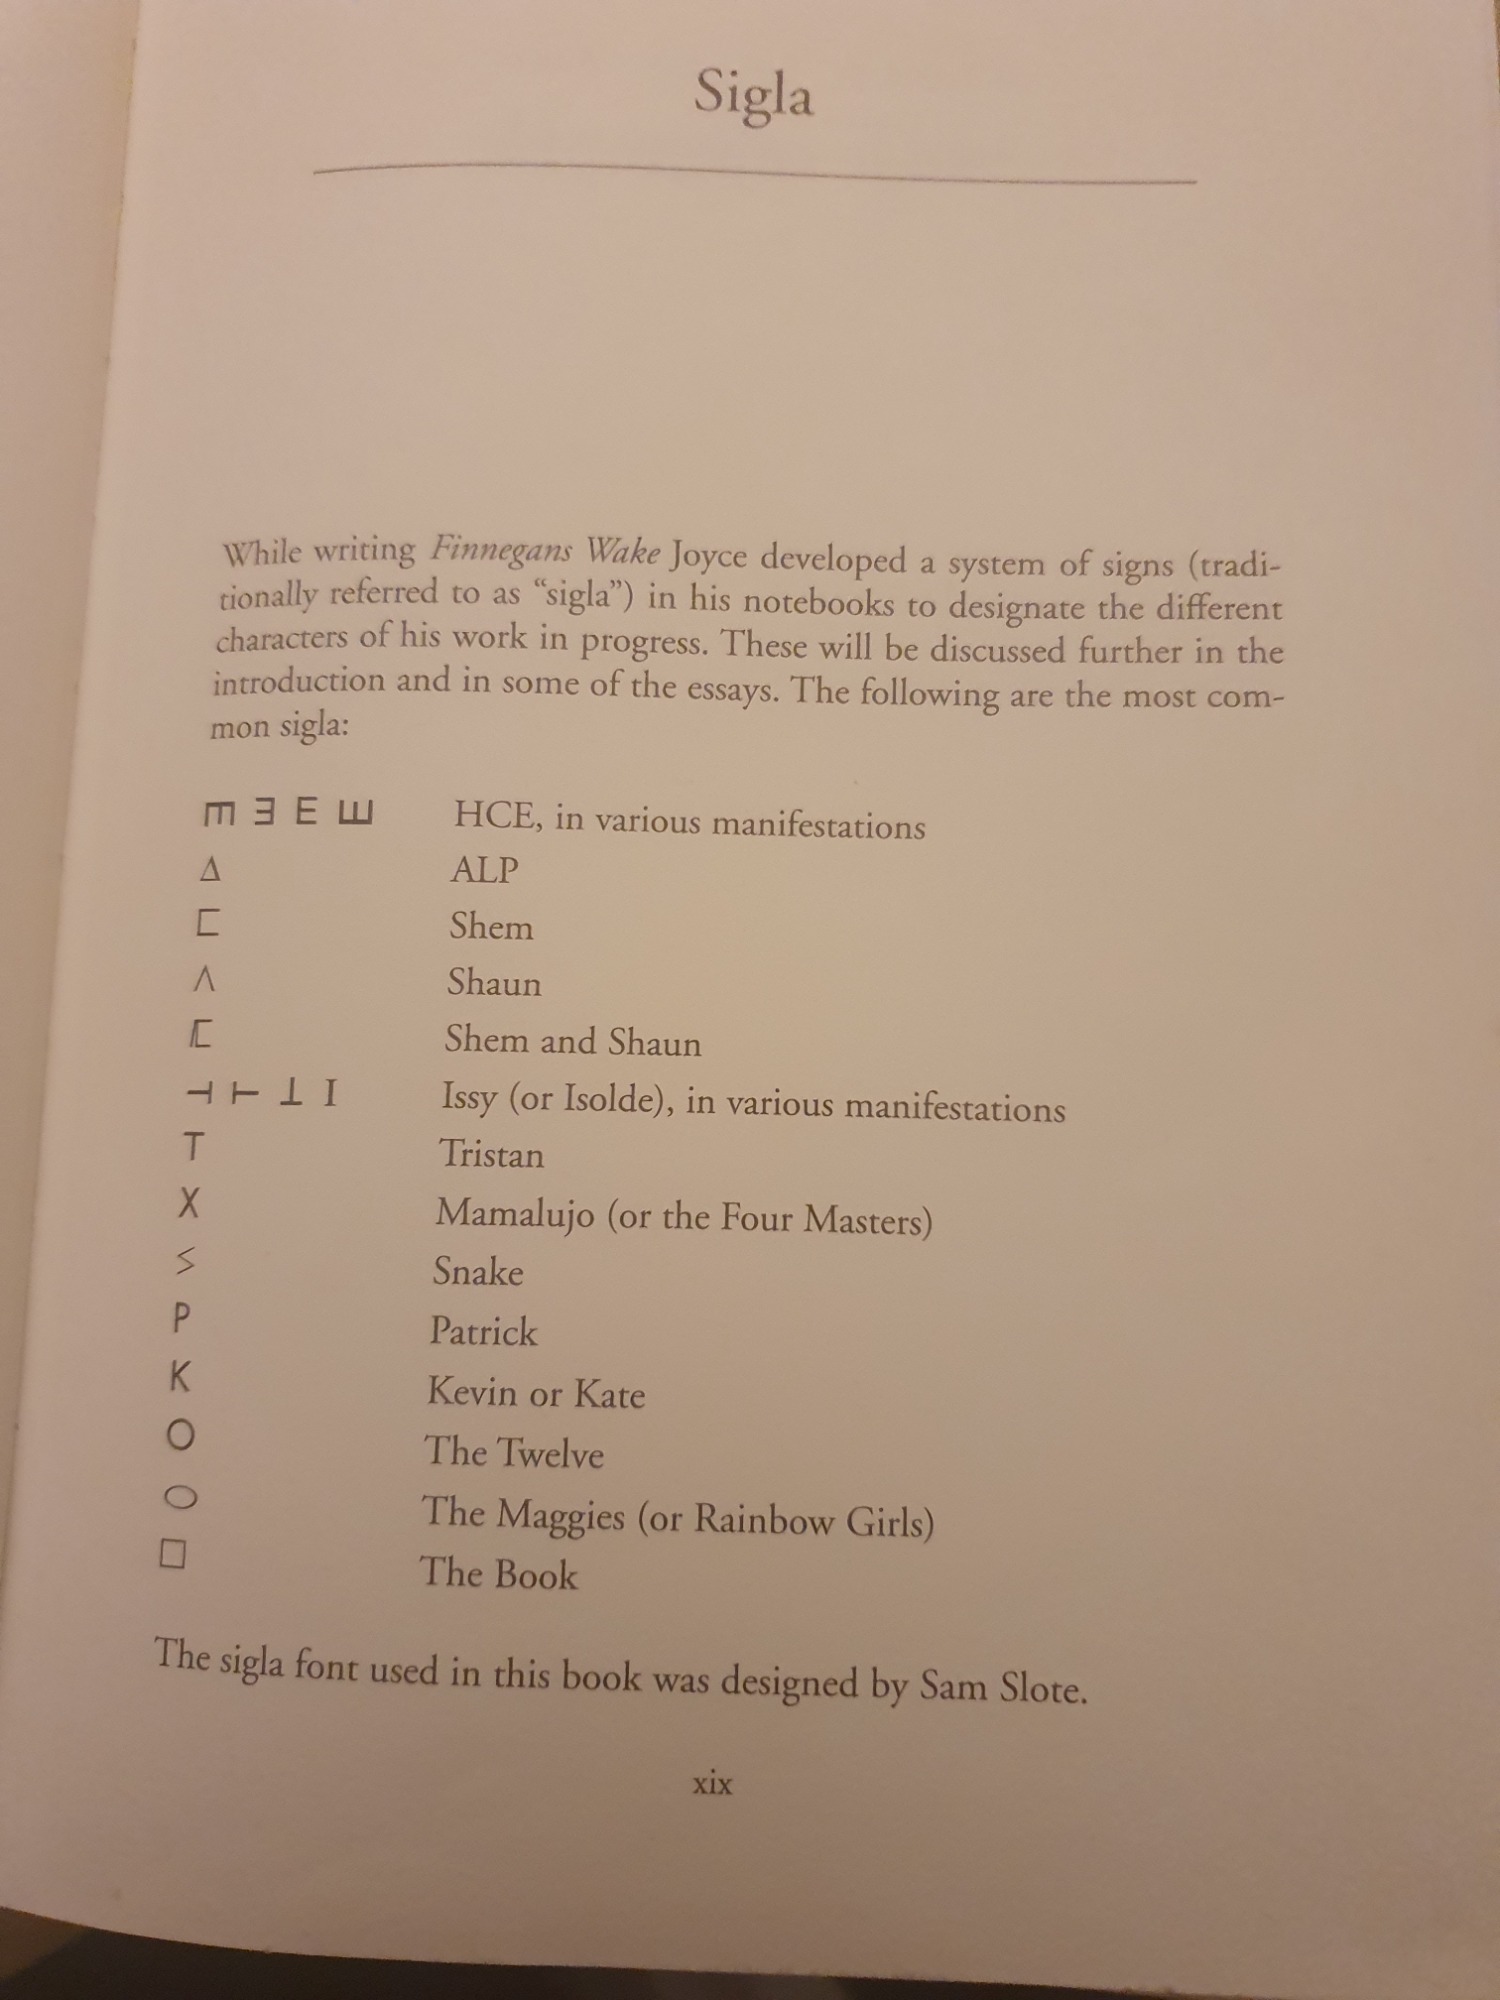 Sigla
While writing Finnegans Wake Joyce developed a system of signs (tradi-
tionally referred to as “sigla”) in his notebooks to designate the different
characters of his work in progress. These will be discussed further in the
introduction and in some of the essays. The following are the most com-
mon sigla:
ᗰ Ǝ E Ш HCE, in various manifestations
Δ ALP
⊏ Shem
Λ Shaun
⫍ Shem and Shaun
⊣ ⊢ ⊥ I Issy (or Isolde), in various manifestations
T Tristan
X Mamalujo (or the Four Masters)
S Snake
P Patrick
K Kevin or Kate
O The Twelve
⬭ The Maggies (or Rainbow Girls)
□ The Book
The sigla font used in this book was designed by Sam Slote.
xix